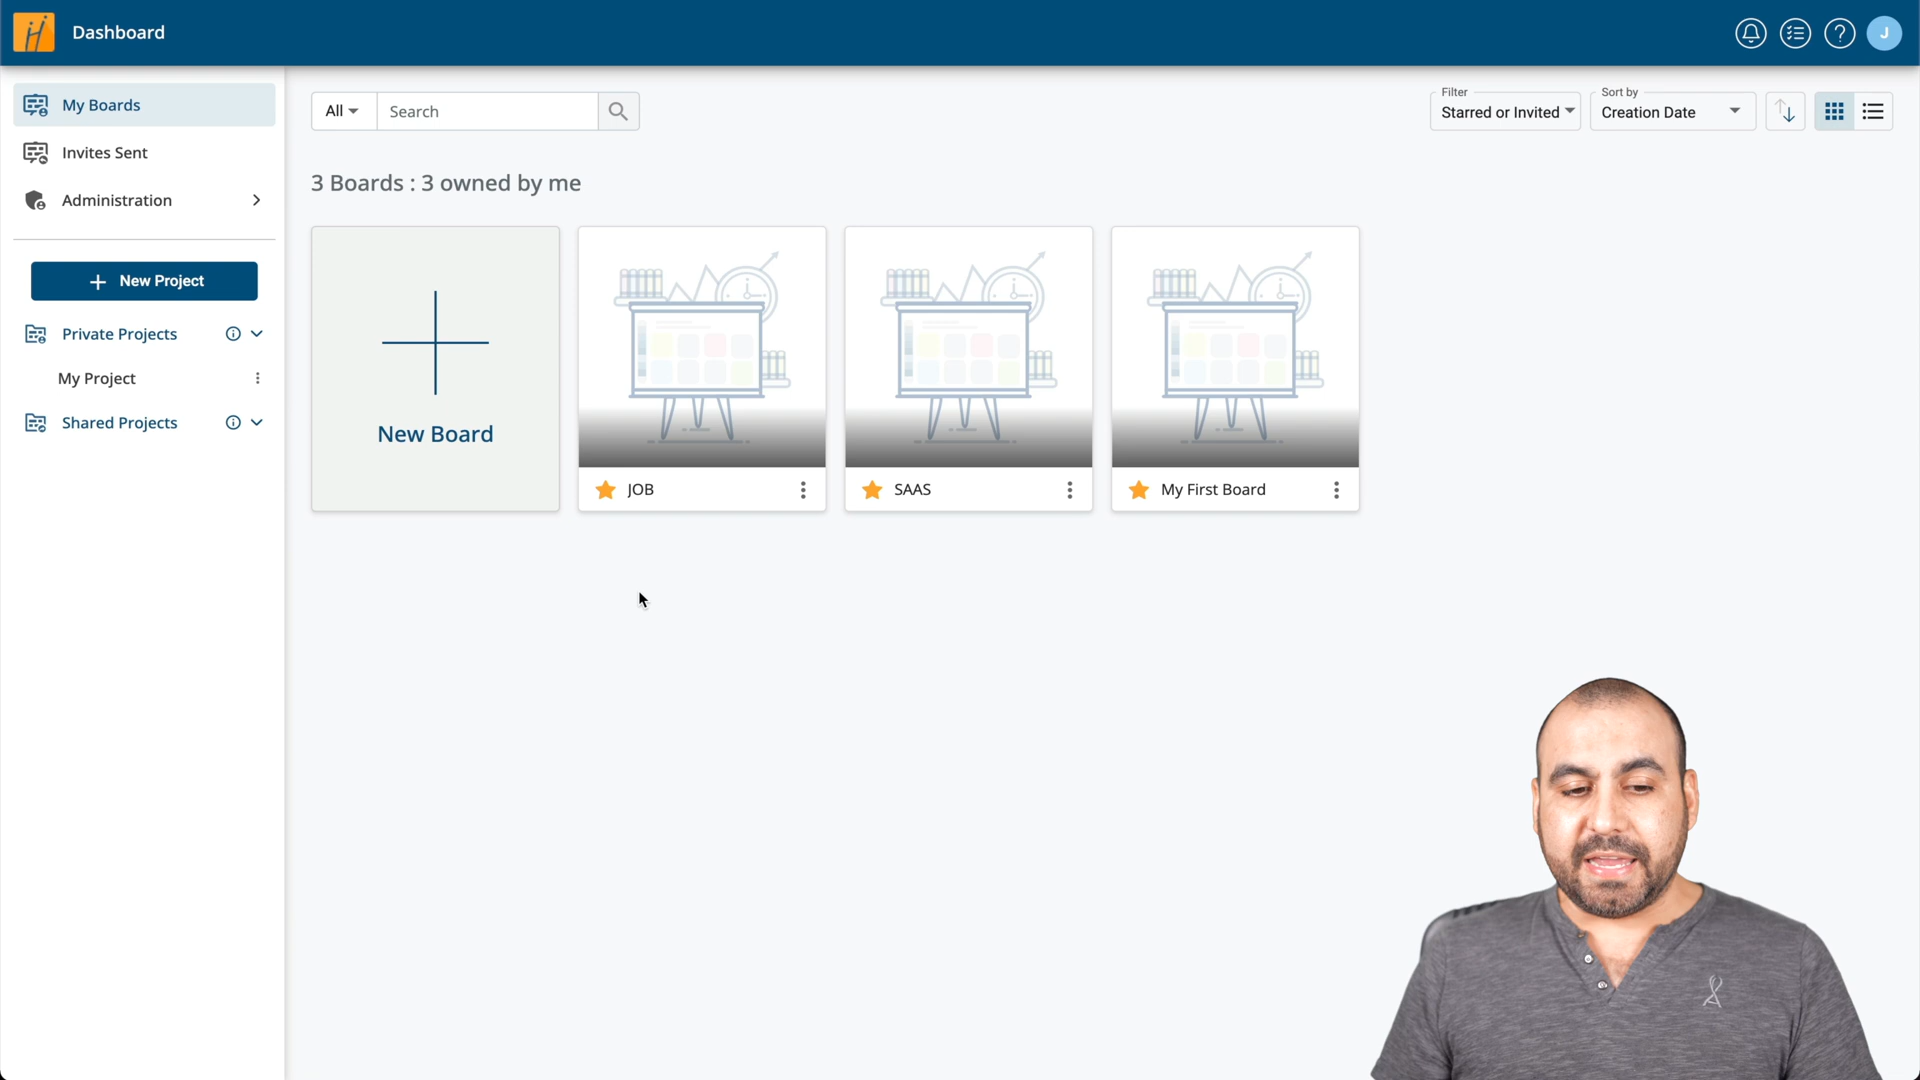 Dashboard
J
My Boards
Invites Sent
Administration
New Project
Private Projects
My Project
Shared Projects
All
Search
Filter
Starred or Invited
Sort by
Creation Date
3 Boards : 3 owned by me
New Board
JOB
SAAS
My First Board